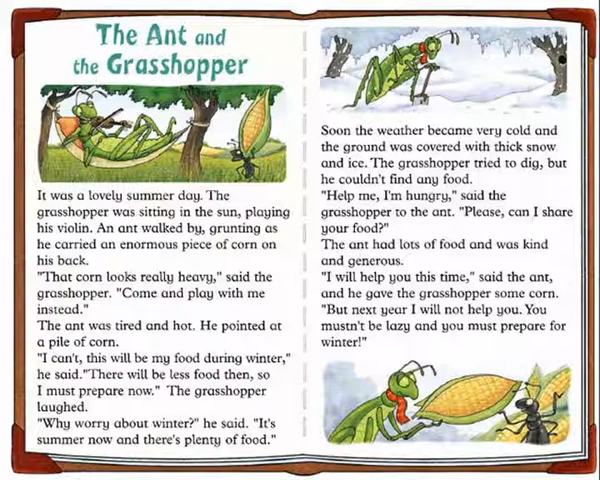 The Ant and
the Grasshopper
It was a lovely summer day. The
grasshopper was sitting in the sun, playing
his violin. An ant walked by, grunting as
he carried an enormous piece of corn on
his back.
"That corn looks really heavy," said the
grasshopper. "Come and play with me
instead."
The ant was tired and hot. He pointed at
a pile of corn.
"I can't, this will be my food during winter,"
he said."There will be less food then, so
I must prepare now." The grasshopper
laughed.
"Why worry about winter?" he said. "It's
summer now and there's plenty of food."
Soon the weather became very cold and
the ground was covered with thick snow
and ice. The grasshopper tried to dig, but
he couldn't find any food.
"Help me, I'm hungry," said the
grasshopper to the ant. "Please, can I share
your food?"
The ant had lots of food and was kind
and generous.
"I will help you this time," said the ant,
and he gave the grasshopper some corn.
"But next year I will not help you. You
mustn't be lazy and you must prepare for
winter!"